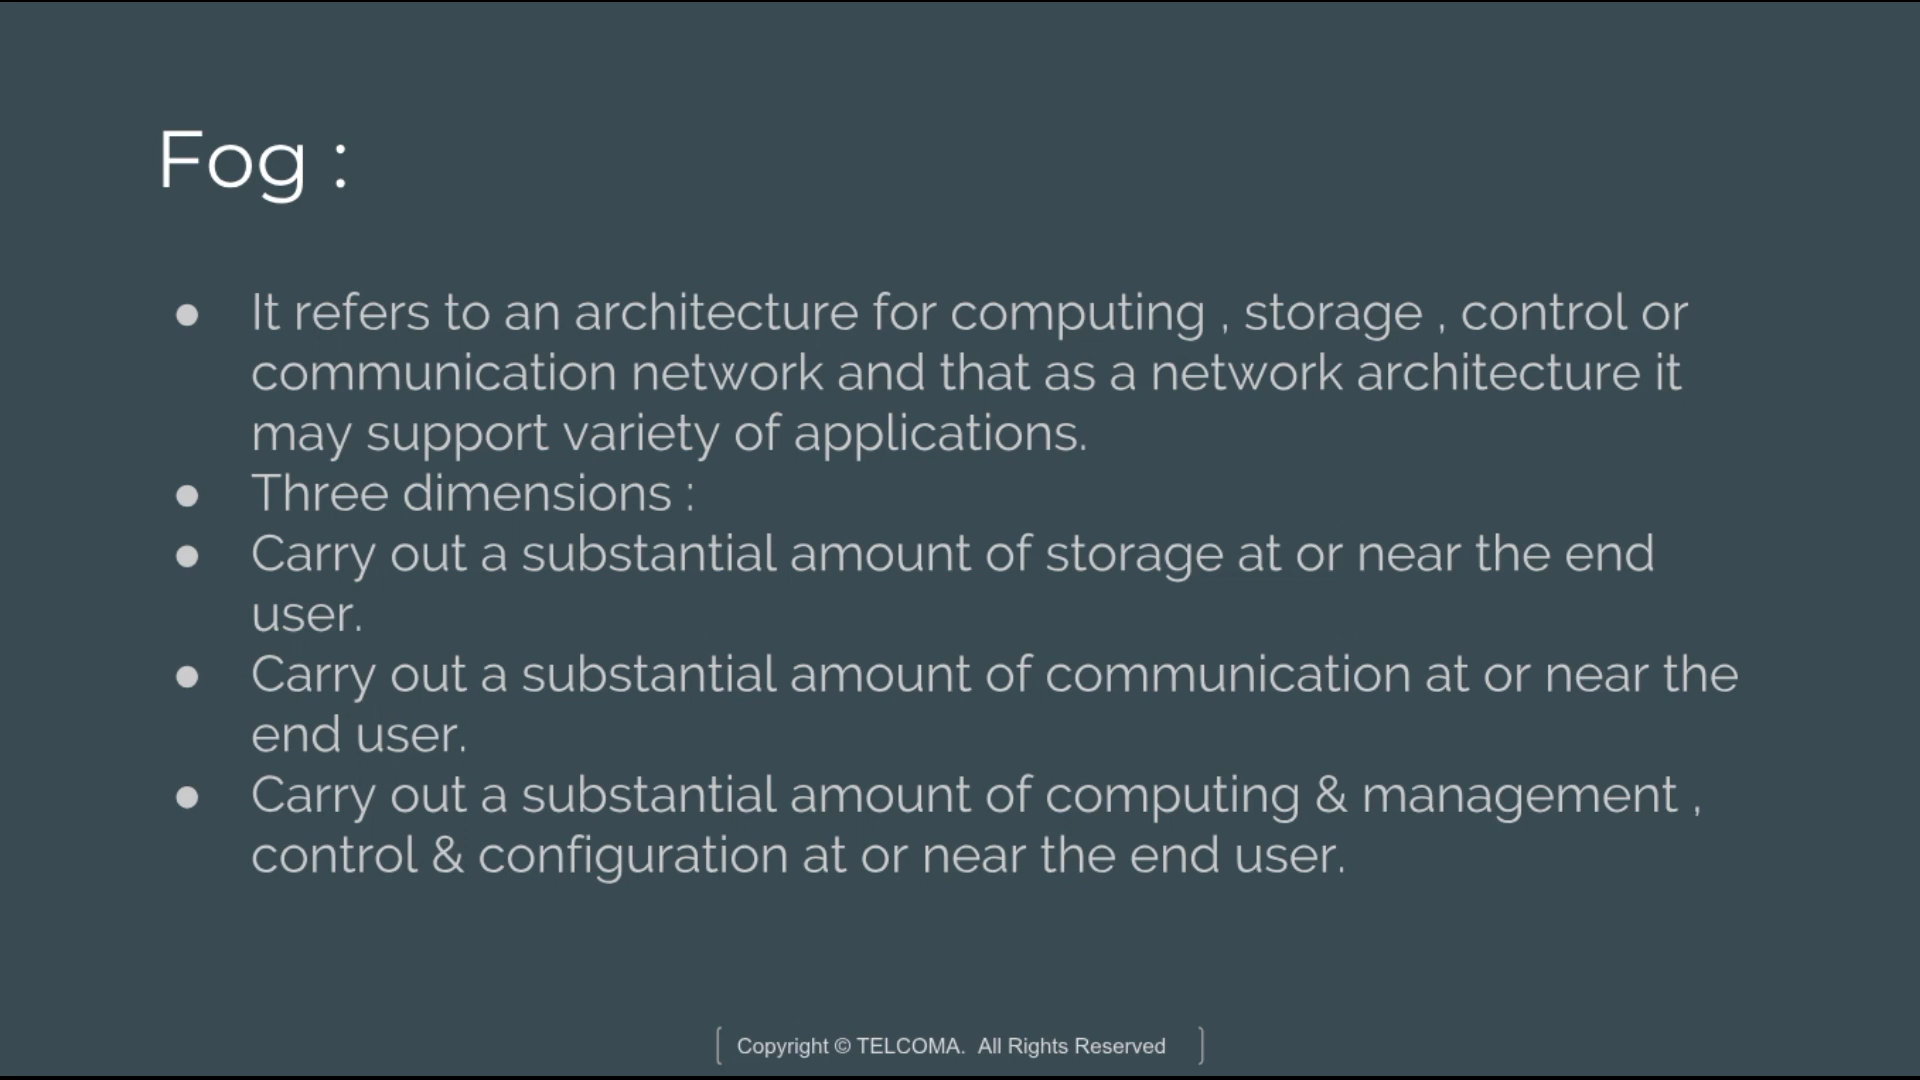 Fog :
● It refers to an architecture for computing , storage , control or
communication network and that as a network architecture it
may support variety of applications.
● Three dimensions :
● Carry out a substantial amount of storage at or near the end
user.
● Carry out a substantial amount of communication at or near the
end user.
● Carry out a substantial amount of computing & management ,
control & configuration at or near the end user.
Copyright © TELCOMA. All Rights Reserved